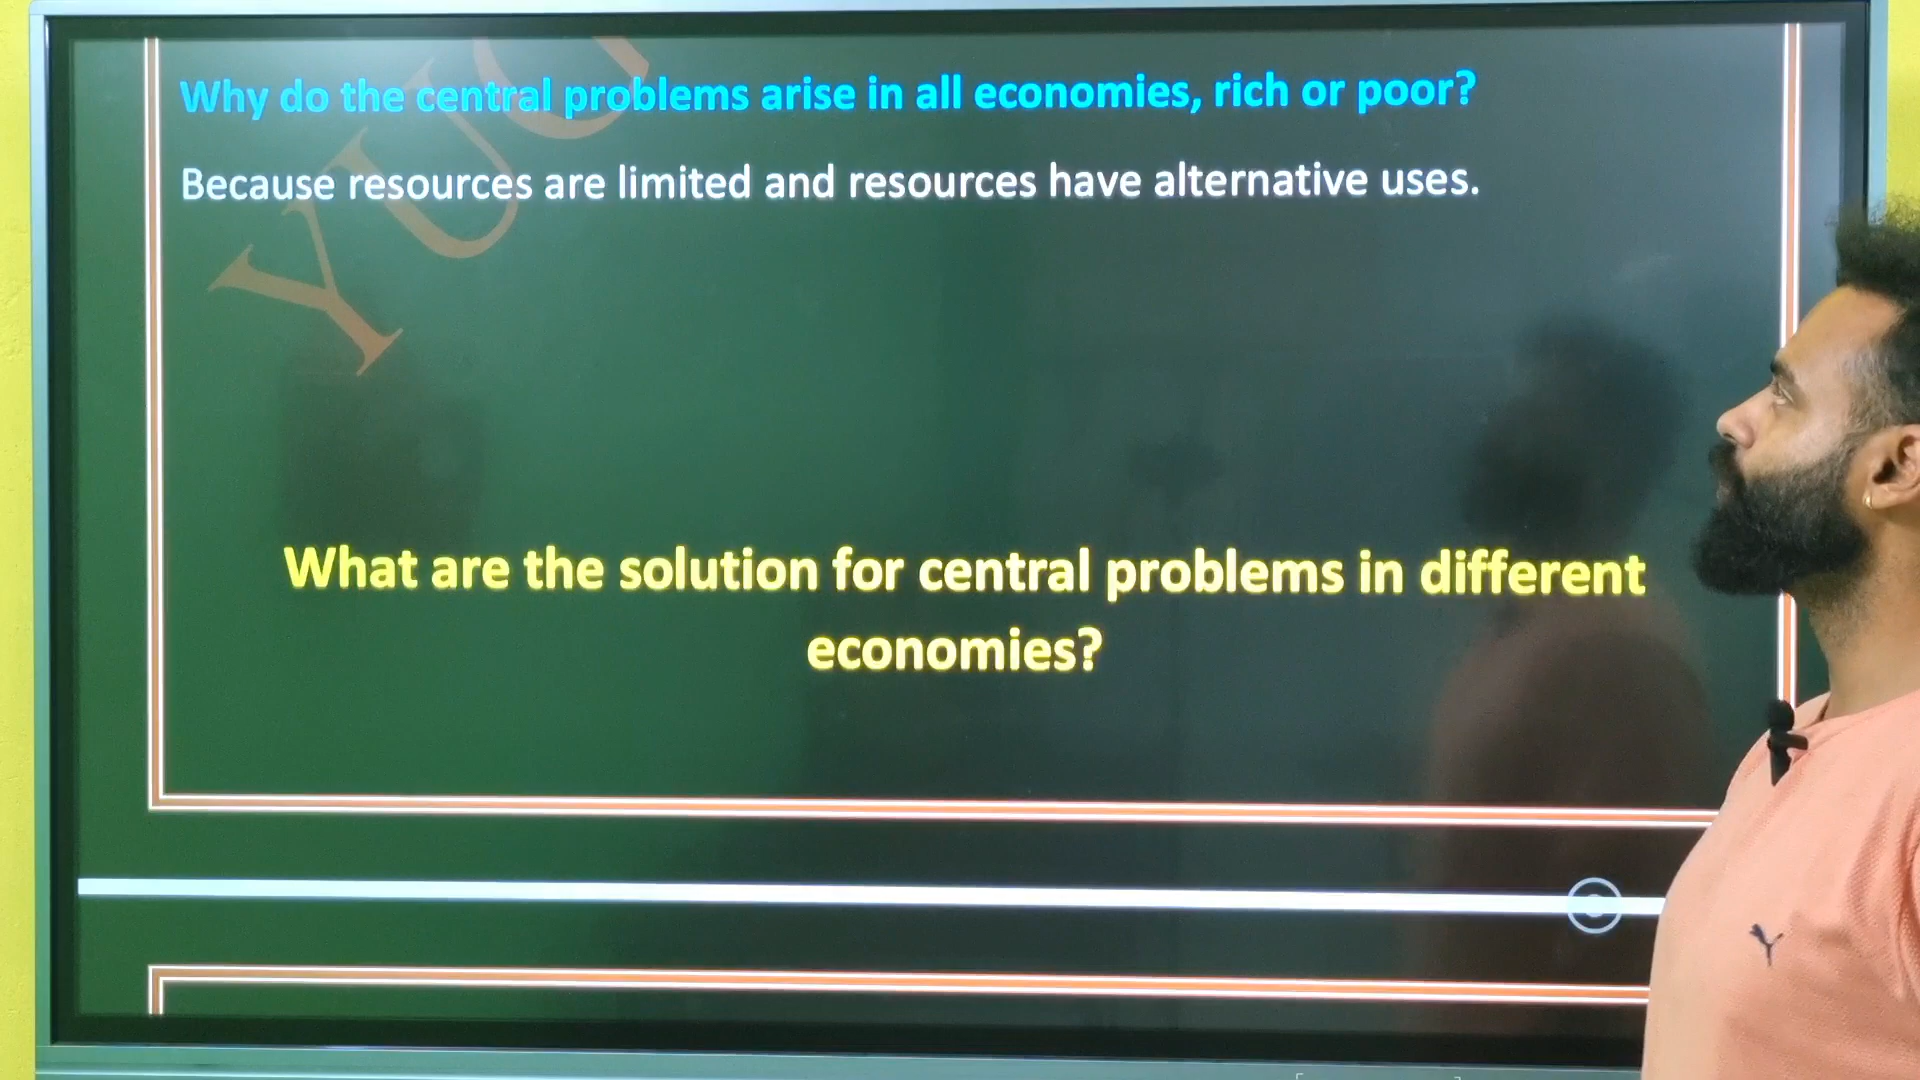 Why do the central problems arise in all economies, rich or poor?
Because resources are limited and resources have alternative uses.
What are the solution for central problems in different
economies?